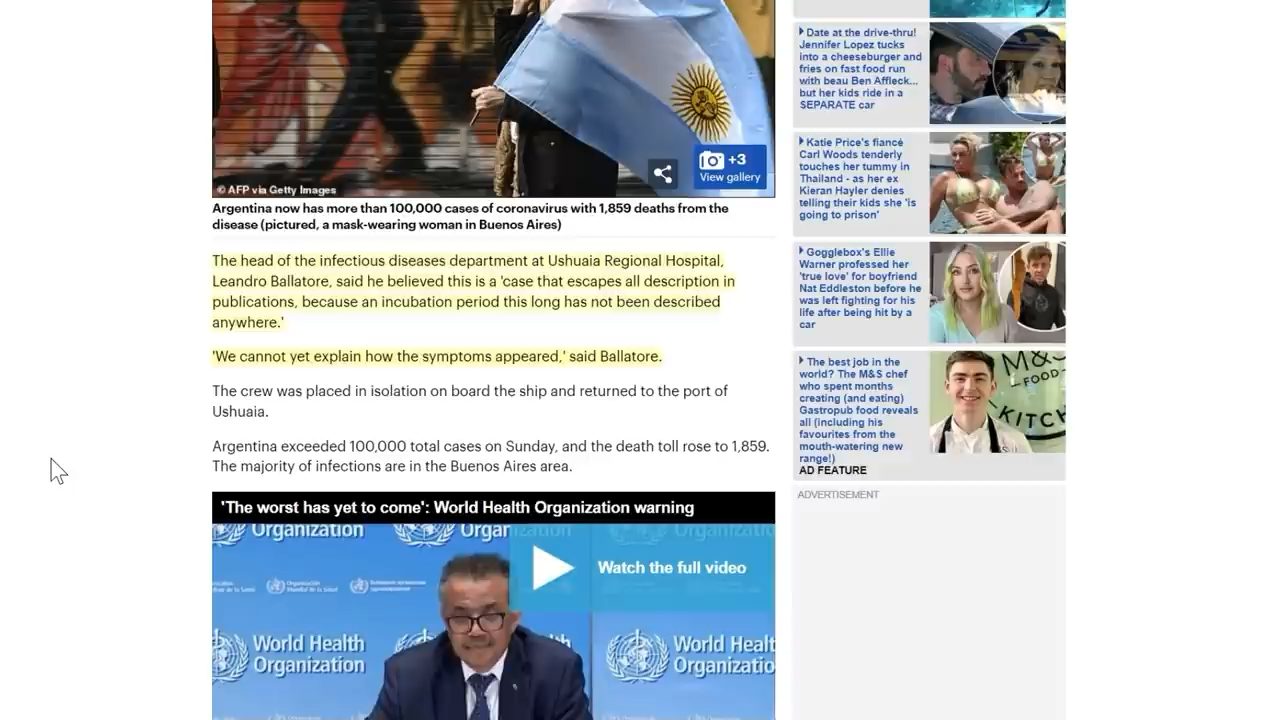 +3
View gallery
© AFP via Getty Images
Argentina now has more than 100,000 cases of coronavirus with 1,859 deaths from the
disease (pictured, a mask-wearing woman in Buenos Aires)
The head of the infectious diseases department at Ushuaia Regional Hospital,
Leandro Ballatore, said he believed this is a 'case that escapes all description in
publications, because an incubation period this long has not been described
anywhere.'
'We cannot yet explain how the symptoms appeared,' said Ballatore.
The crew was placed in isolation on board the ship and returned to the port of
Ushuaia.
Argentina exceeded 100,000 total cases on Sunday, and the death toll rose to 1,859.
The majority of infections are in the Buenos Aires area.
'The worst has yet to come': World Health Organization warning
Watch the full video
Organization
World Health
Organization
World Healt
Organizatio
Date at the drive-thru!
Jennifer Lopez tucks
into a cheeseburger and
fries on fast food run
with beau Ben Affleck...
but her kids ride in a
SEPARATE car
Katie Price's fiancé
Carl Woods tenderly
touches her tummy in
Thailand - as her ex
Kieran Hayler denies
telling their kids she 'is
going to prison'
Gogglebox's Ellie
Warner professed her
'true love' for boyfriend
Nat Eddleston before he
was left fighting for his
life after being hit by a
car
The best job in the
world? The M&S chef
who spent months
creating (and eating)
Gastropub food reveals
all (including his
favourites from the
mouth-watering new
range!)
AD FEATURE
M&S
FOOD
KITCH
ADVERTISEMENT